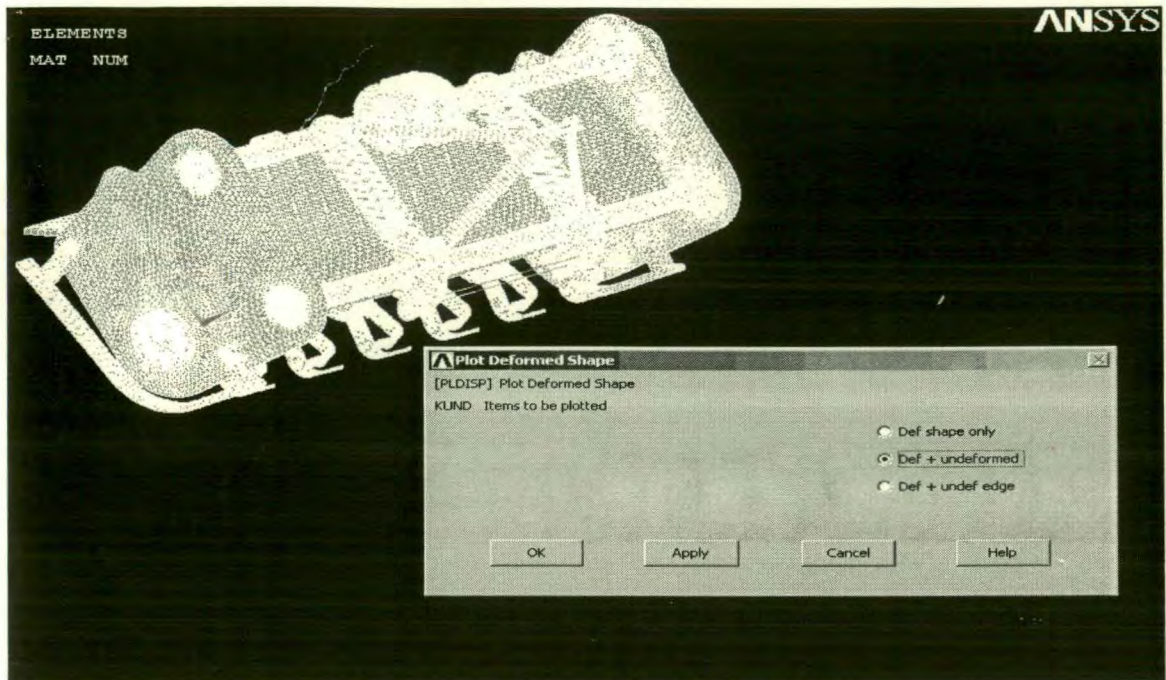 ELEMENTS
MAT NUM
ANSYS
Plot Deformed Shape
[PLDISP] Plot Deformed Shape
KUND Items to be plotted
Def shape only
Def + undeformed
Def + undef edge
OK Apply Cancel Help